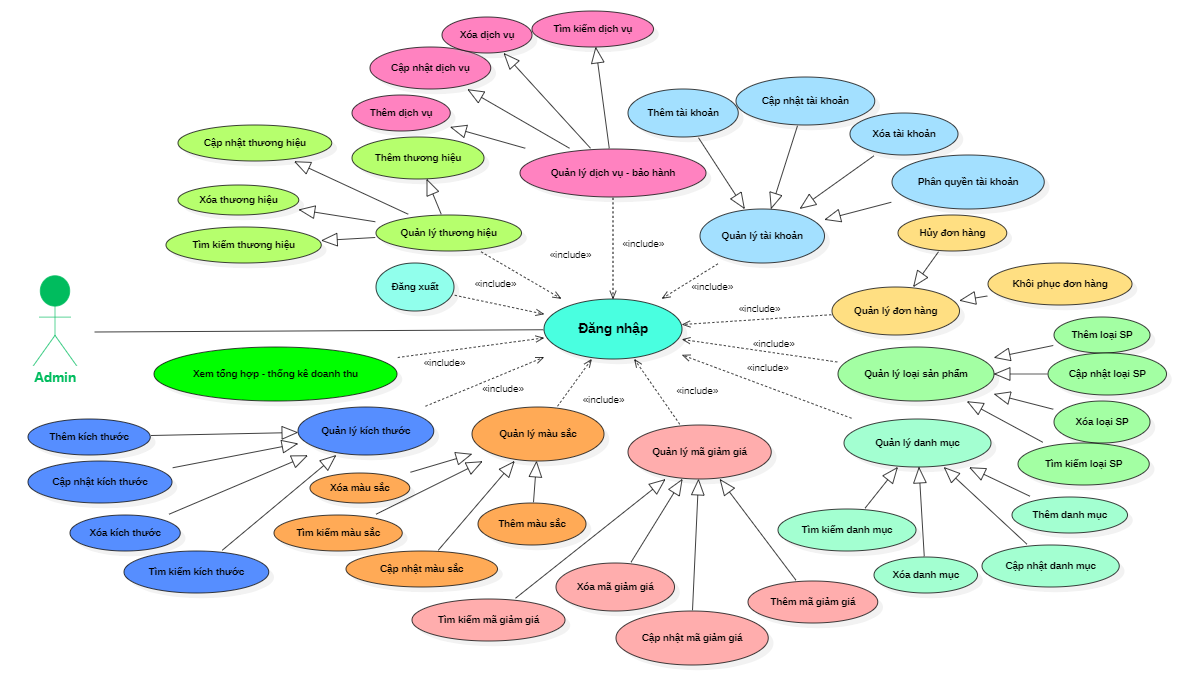 Xóa dịch vụ
Tìm kiếm dịch vụ
Cập nhật dịch vụ
Thêm dịch vụ
Thêm tài khoản
Cập nhật tài khoản
Xóa tài khoản
Cập nhật thương hiệu
Thêm thương hiệu
Quản lý dịch vụ - bảo hành
Phân quyền tài khoản
Xóa thương hiệu
Quản lý thương hiệu
Tìm kiếm thương hiệu
Quản lý tài khoản
Hủy đơn hàng
«include»
«include»
Đăng xuất
«include»
«include»
Khôi phục đơn hàng
Quản lý đơn hàng
«include»
Đăng nhập
Thêm loại SP
«include»
«include»
«include»
Admin
Xem tổng hợp - thống kê doanh thu
Quản lý loại sản phẩm
Cập nhật loại SP
«include»
«include»
«include»
Xóa loại SP
Thêm kích thước
Quản lý kích thước
Quản lý màu sắc
Quản lý mã giảm giá
Quản lý danh mục
Tìm kiếm loại SP
Cập nhật kích thước
Xóa màu sắc
Thêm danh mục
Xóa kích thước
Tìm kiếm màu sắc
Thêm màu sắc
Tìm kiếm danh mục
Tìm kiếm kích thước
Cập nhật màu sắc
Xóa danh mục
Cập nhật danh mục
Xóa mã giảm giá
Thêm mã giảm giá
Tìm kiếm mã giảm giá
Cập nhật mã giảm giá